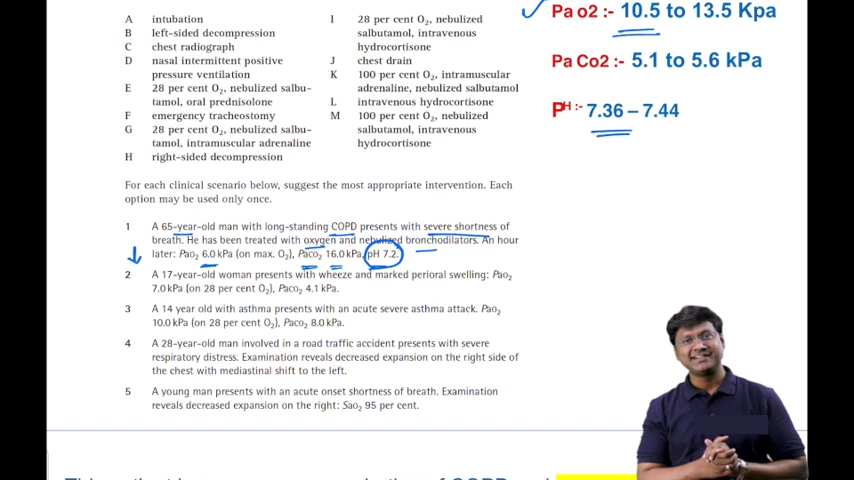 A intubation
B left-sided decompression
C chest radiograph
D nasal intermittent positive
pressure ventilation
E 28 per cent O₂, nebulized salbu-
tamol, oral prednisolone
F emergency tracheostomy
G 28 per cent O₂, nebulized salbu-
tamol, intramuscular adrenaline
H right-sided decompression
I 28 per cent O₂, nebulized
salbutamol, intravenous
hydrocortisone
J chest drain
K 100 per cent O₂, intramuscular
adrenaline, nebulized salbutamol
L intravenous hydrocortisone
M 100 per cent O₂, nebulized
salbutamol, intravenous
hydrocortisone
Pa o2 :- 10.5 to 13.5 Kpa
Pa Co2 :- 5.1 to 5.6 kPa
PH :- 7.36 – 7.44
For each clinical scenario below, suggest the most appropriate intervention. Each
option may be used only once.
1 A 65-year-old man with long-standing COPD presents with severe shortness of
breath. He has been treated with oxygen and nebulized bronchodilators. An hour
later: Pao₂ 6.0 kPa (on max. O₂), Paco₂ 16.0 kPa, pH 7.2.
2 A 17-year-old woman presents with wheeze and marked perioral swelling: Pao₂
7.0 kPa (on 28 per cent O₂), Paco₂ 4.1 kPa.
3 A 14 year old with asthma presents with an acute severe asthma attack. Pao₂
10.0 kPa (on 28 per cent O₂), Paco₂ 8.0 kPa.
4 A 28-year-old man involved in a road traffic accident presents with severe
respiratory distress. Examination reveals decreased expansion on the right side of
the chest with mediastinal shift to the left.
5 A young man presents with an acute onset shortness of breath. Examination
reveals decreased expansion on the right: Sao₂ 95 per cent.